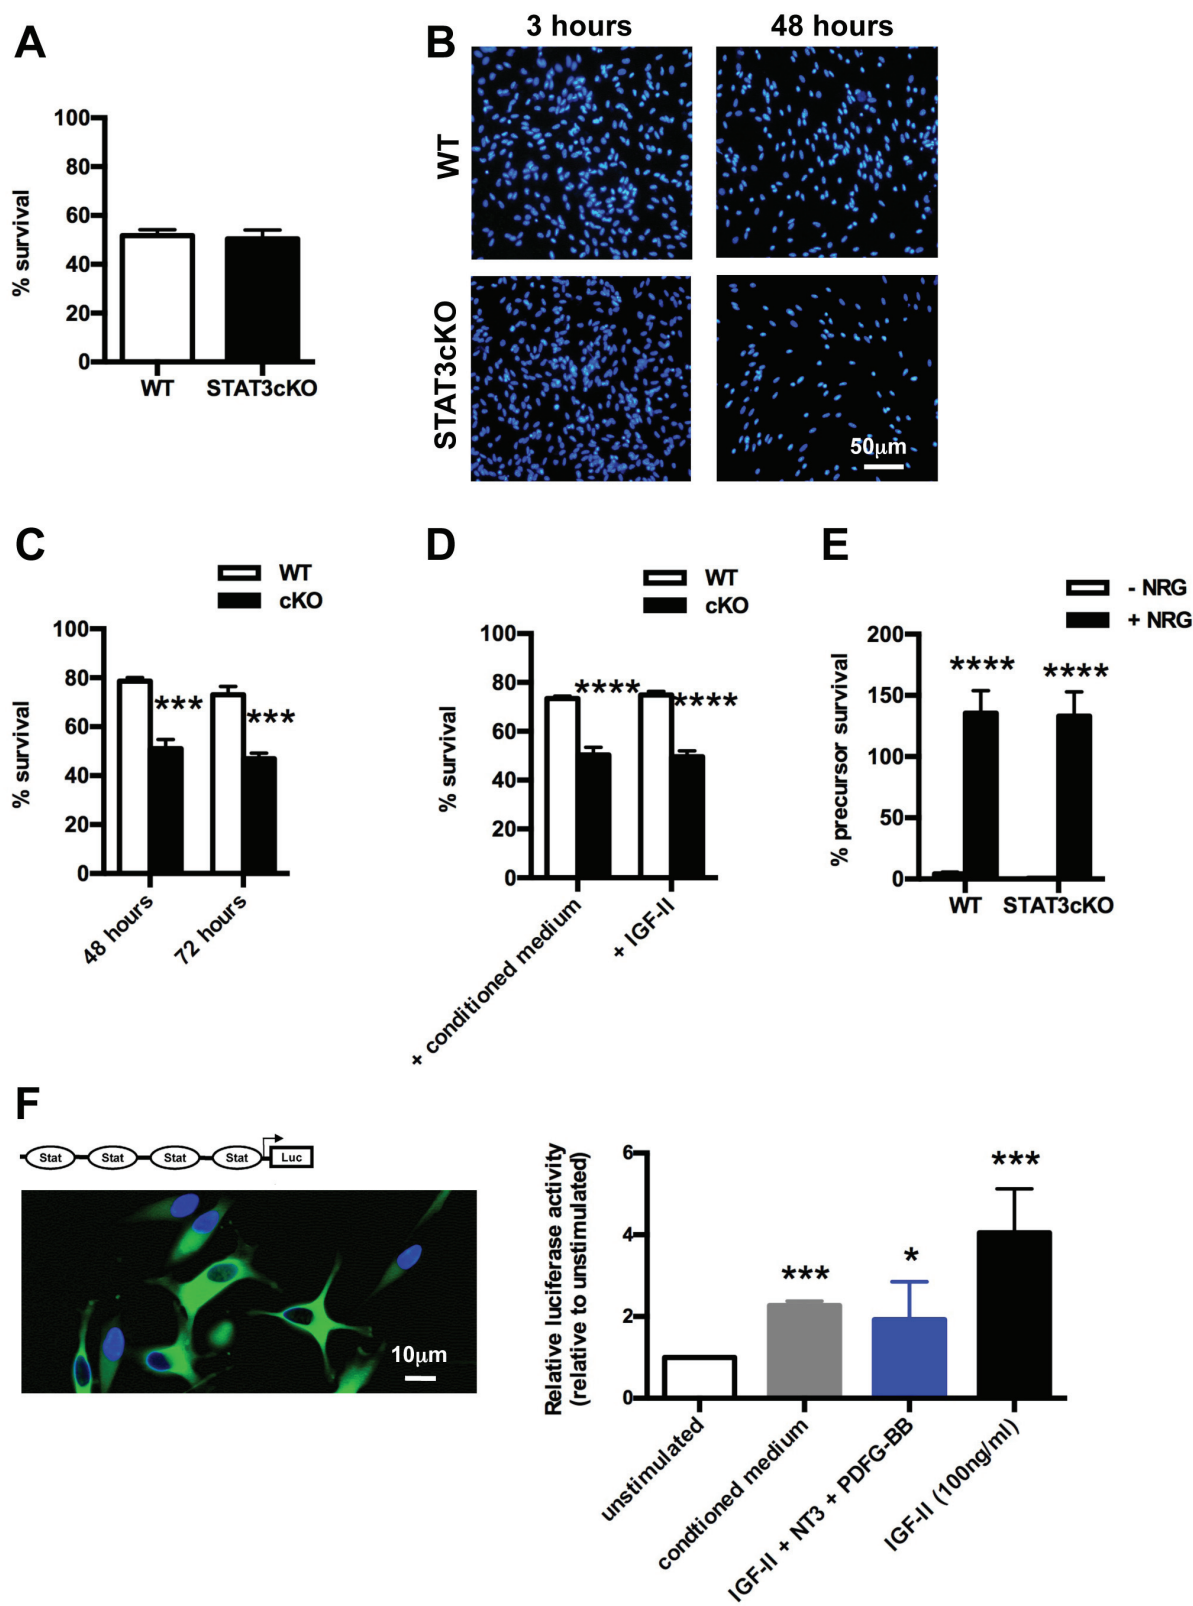 A
100
80
60
40
20
0
% survival
WT
STAT3cKO
B
3 hours
48 hours
WT
STAT3cKO
50μm
C
WT
cKO
100
80
60
40
20
0
% survival
***
***
48 hours
72 hours
D
WT
cKO
100
80
60
40
20
0
% survival
****
****
+ conditioned medium
+ IGF-II
E
- NRG
+ NRG
200
150
100
50
0
% precursor survival
****
****
WT
STAT3cKO
F
Stat Stat Stat Stat Luc
10μm
Relative luciferase activity
(relative to unstimulated)
6
4
2
0
***
*
***
unstimulated
condtioned medium
IGF-II + NT3 + PDFG-BB
IGF-II (100ng/ml)